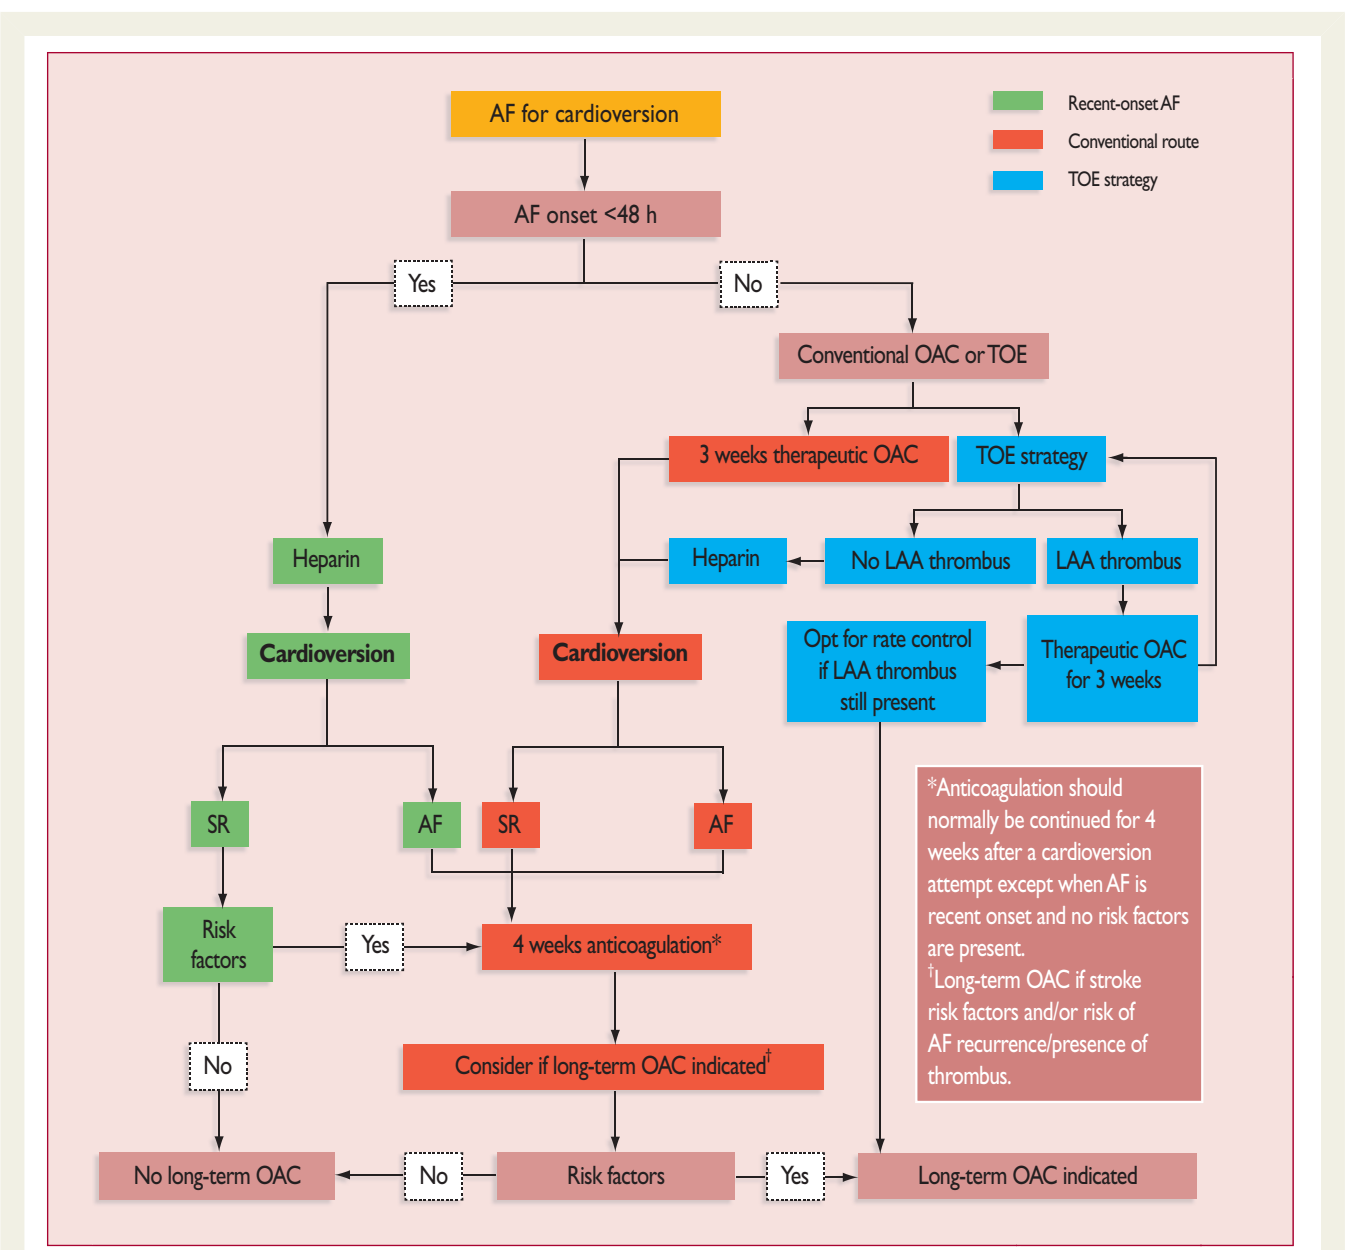 AF for cardioversion
Recent-onset AF
Conventional route
TOE strategy
AF onset <48 h
Yes
No
Conventional OAC or TOE
3 weeks therapeutic OAC
TOE strategy
Heparin
Heparin
No LAA thrombus
LAA thrombus
Cardioversion
Cardioversion
Opt for rate control
if LAA thrombus
still present
Therapeutic OAC
for 3 weeks
SR
AF
SR
AF
*Anticoagulation should
normally be continued for 4
weeks after a cardioversion
attempt except when AF is
recent onset and no risk factors
are present.
†Long-term OAC if stroke
risk factors and/or risk of
AF recurrence/presence of
thrombus.
Risk
factors
Yes
4 weeks anticoagulation*
No
Consider if long-term OAC indicated†
No long-term OAC
No
Risk factors
Yes
Long-term OAC indicated